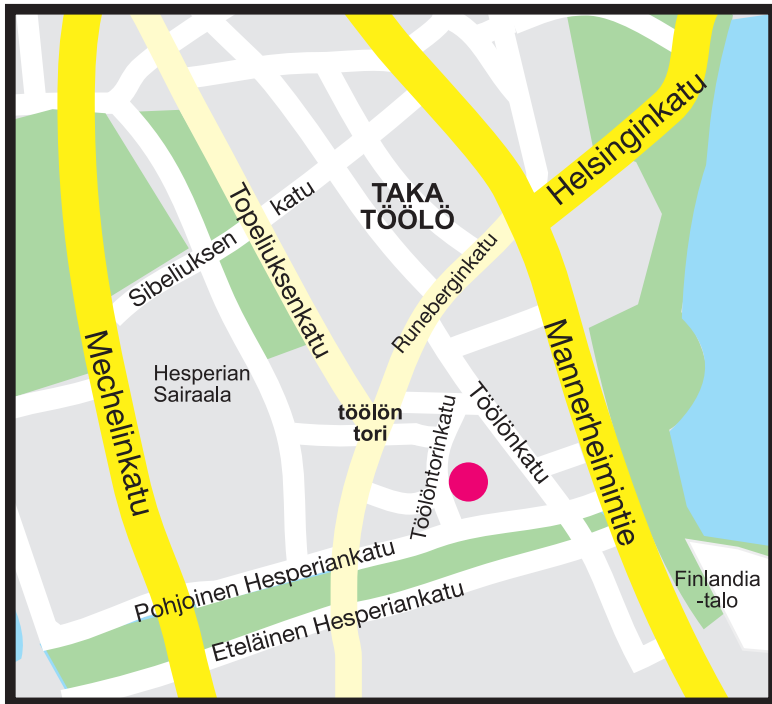 Helsinginkatu
TAKA
TÖÖLÖ
Sibeliuksen katu
Topeliuksenkatu
Runeberginkatu
Mechelinkatu
Mannerheimintie
Hesperian
Sairaala
töölön
tori
Töölönkatu
Töölöntorinkatu
Pohjoinen Hesperiankatu
Eteläinen Hesperiankatu
Finlandia
-talo